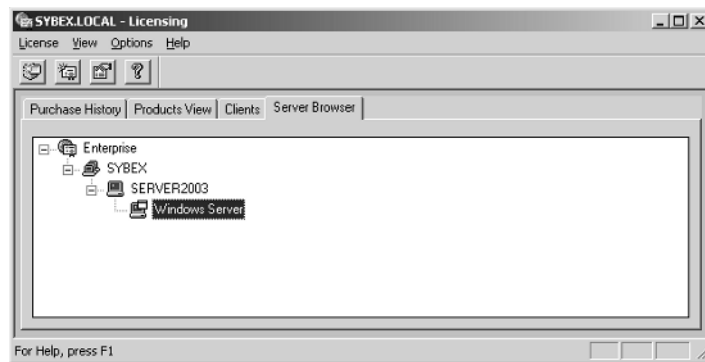 SYBEX.LOCAL - Licensing
License View Options Help
Purchase History Products View Clients Server Browser
Enterprise
SYBEX
SERVER2003
Windows Server
For Help, press F1